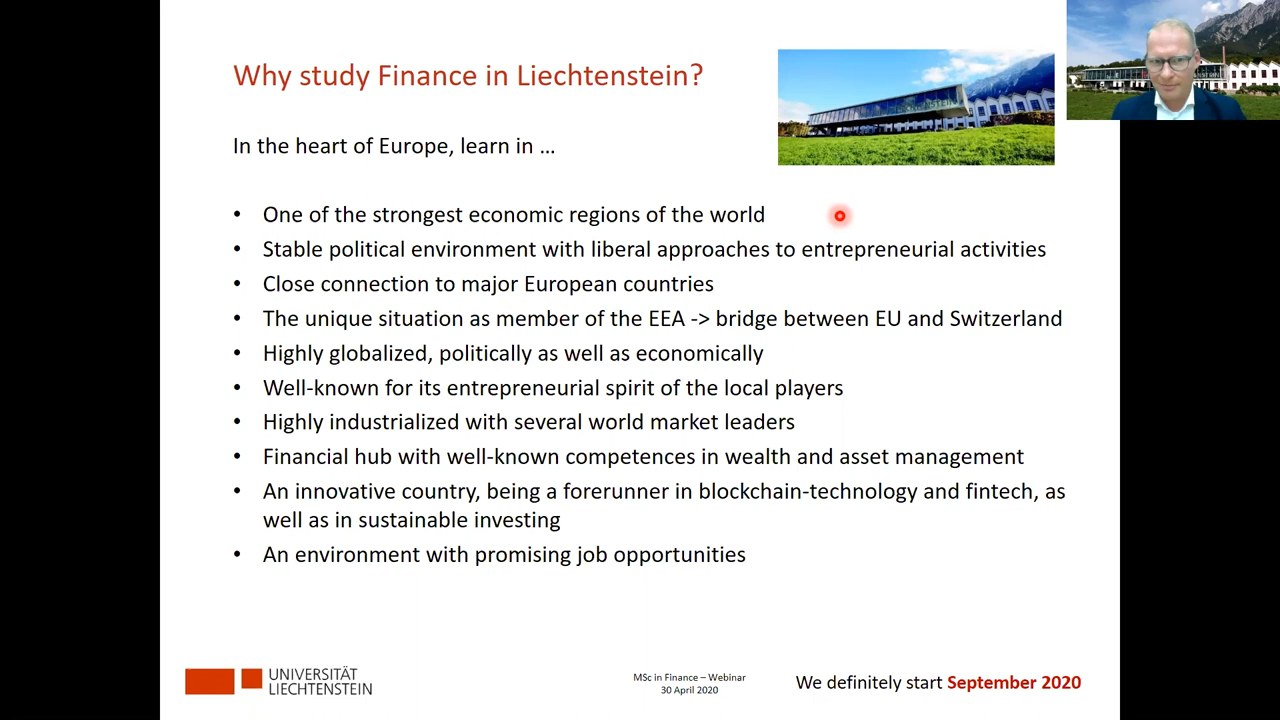 Why study Finance in Liechtenstein?
In the heart of Europe, learn in ...
• One of the strongest economic regions of the world
• Stable political environment with liberal approaches to entrepreneurial activities
• Close connection to major European countries
• The unique situation as member of the EEA -> bridge between EU and Switzerland
• Highly globalized, politically as well as economically
• Well-known for its entrepreneurial spirit of the local players
• Highly industrialized with several world market leaders
• Financial hub with well-known competences in wealth and asset management
• An innovative country, being a forerunner in blockchain-technology and fintech, as
well as in sustainable investing
• An environment with promising job opportunities
UNIVERSITÄT
LIECHTENSTEIN
MSc in Finance – Webinar
30 April 2020
We definitely start September 2020